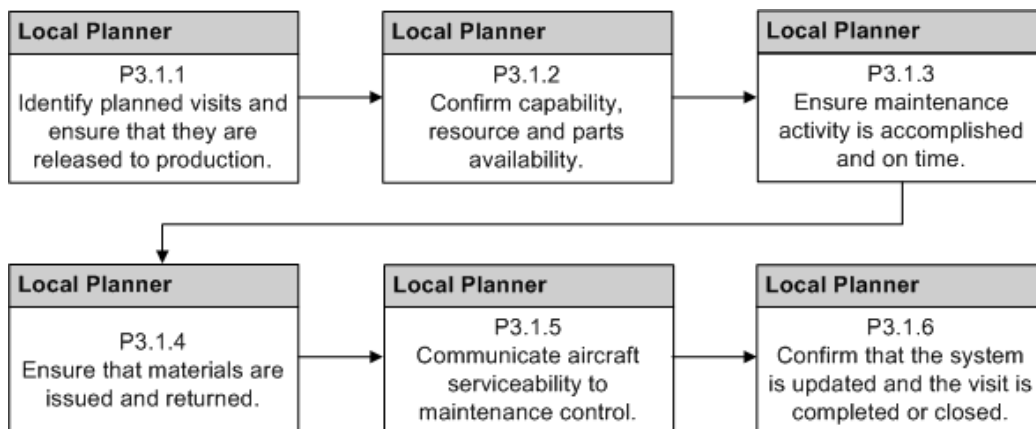 Local Planner
P3.1.1
Identify planned visits and
ensure that they are
released to production.
Local Planner
P3.1.2
Confirm capability,
resource and parts
availability.
Local Planner
P3.1.3
Ensure maintenance
activity is accomplished
and on time.
Local Planner
P3.1.4
Ensure that materials are
issued and returned.
Local Planner
P3.1.5
Communicate aircraft
serviceability to
maintenance control.
Local Planner
P3.1.6
Confirm that the system
is updated and the visit is
completed or closed.